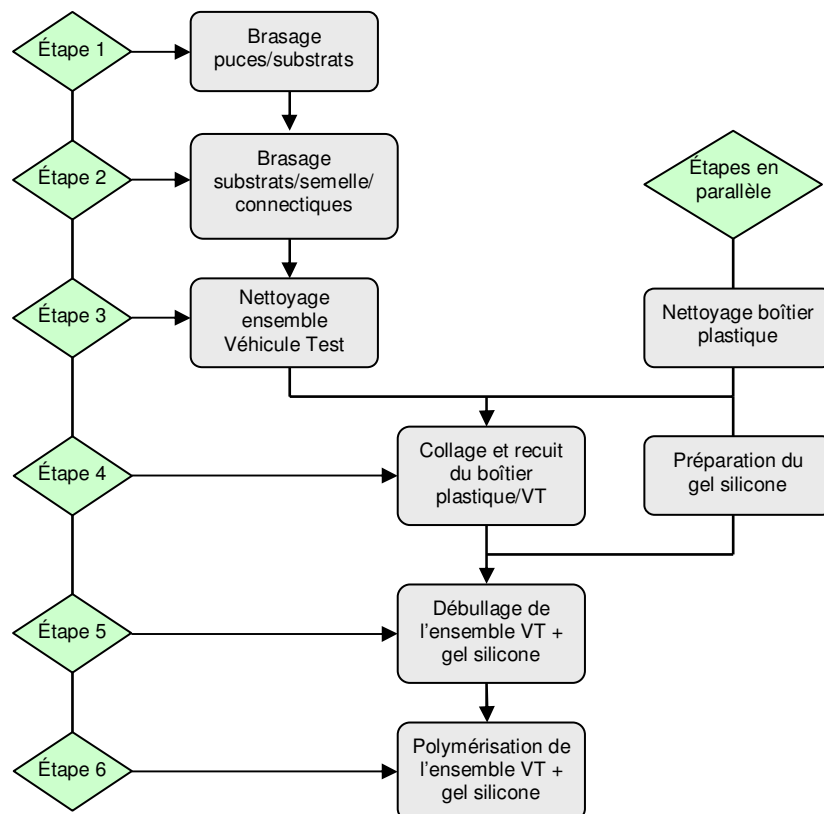 Étape 1
Brasage
puces/substrats
Étape 2
Brasage
substrats/semelle/
connectiques
Étapes en
parallèle
Étape 3
Nettoyage
ensemble
Véhicule Test
Nettoyage boîtier
plastique
Étape 4
Collage et recuit
du boîtier
plastique/VT
Préparation du
gel silicone
Étape 5
Débullage de
l'ensemble VT +
gel silicone
Étape 6
Polymérisation de
l'ensemble VT +
gel silicone